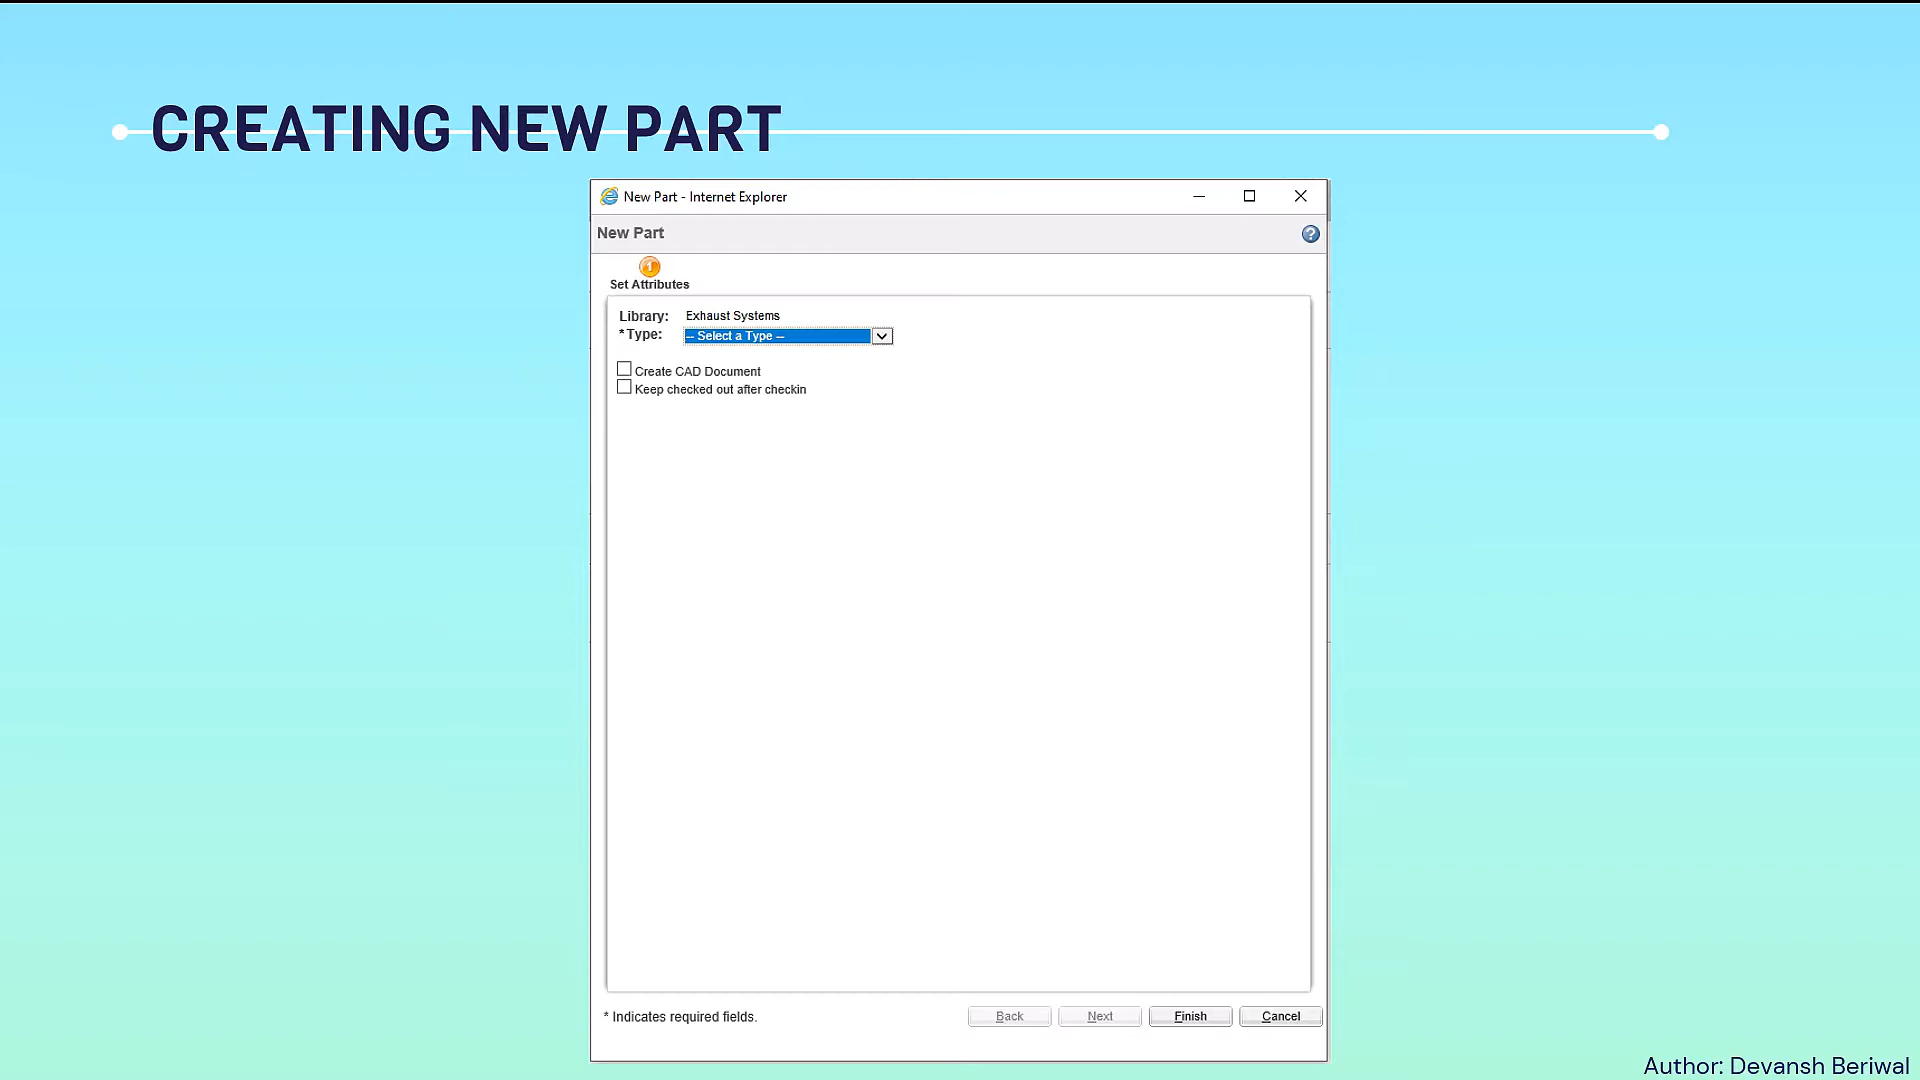 CREATING NEW PART
New Part - Internet Explorer
New Part
?
1
Set Attributes
Library: Exhaust Systems
*Type: -- Select a Type --
Create CAD Document
Keep checked out after checkin
* Indicates required fields.
Back Next Finish Cancel
Author: Devansh Beriwal